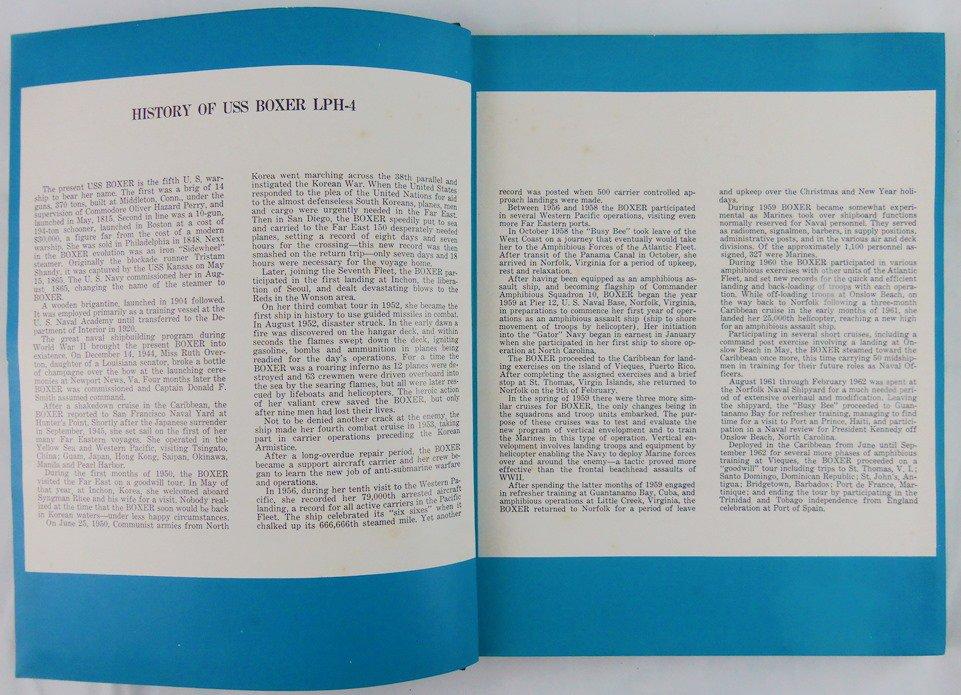 HISTORY OF USS BOXER LPH-4
The present USS BOXER is the fifth U. S. war-
ship to bear her name. The first was a brig of 14
guns, 370 tons, built at Middleton, Conn., under the
supervision of Commodore Oliver Hazard Perry, and
launched in May, 1815. Second in line was a 10-gun,
194-ton schooner, launched in Boston at a cost of
$30,000, a figure far from the cost of a modern
warship. She was sold in Philadelphia in 1848. Next
in the BOXER evolution was an iron "Sidewheel"
steamer. Originally the blockade runner Tristam
Shandy, it was captured by the USS Kansas on May
15, 1865. The U. S. Navy commissioned her in Aug-
ust 1865, changing the name of the steamer to
BOXER.
A wooden brigantine, launched in 1904 followed.
It was employed primarily as a training vessel at the
U. S. Naval Academy until transferred to the De-
partment of Interior in 1920.
The great naval shipbuilding program during
World War II brought the present BOXER into
existence. On December 14, 1944, Miss Ruth Over-
ton, daughter of a Louisiana senator, broke a bottle
of champagne over the bow at the launching cere-
monies at Newport News, Va. Four months later the
BOXER was commissioned and Captain Donald F.
Smith assumed command.
After a shakedown cruise in the Caribbean, the
BOXER reported to San Francisco Naval Yard at
Hunter's Point. Shortly after the Japanese surrender
in September, 1945, she set sail on the first of her
many Far Eastern voyages. She operated in the
Yellow Sea and Western Pacific, visiting Tsingato,
China; Guam, Japan, Hong Kong, Saipan, Okinawa,
Manila and Pearl Harbor.
During the first months of 1950, the BOXER
visited the Far East on a goodwill tour. In May of
that year, at Inchon, Korea, she welcomed aboard
Syngman Rhee and his wife for a visit. Nobody real-
ized at the time that the BOXER soon would be back
in Korean waters—under less happy circumstances.
On June 25, 1950, Communist armies from North
Korea went marching across the 38th parallel and
instigated the Korean War. When the United States
responded to the plea of the United Nations for aid
to the almost defenseless South Koreans, planes, men
and cargo were urgently needed in the Far East.
Then in San Diego, the BOXER speedily put to sea
and carried to the Far East 150 desperately needed
planes, setting a record of eight days and seven
hours for the crossing—this new record was then
smashed on the return trip—only seven days and 18
hours were necessary for the voyage home.
Later, joining the Seventh Fleet, the BOXER par-
ticipated in the first landing at Inchon, the libera-
tion of Seoul, and dealt devastating blows to the
Reds in the Wonson area.
On her third combat tour in 1952, she became the
first ship in history to use guided missiles in combat.
In August 1952, disaster struck. In the early dawn a
fire was discovered on the hangar deck, and within
seconds the flames swept down the deck, igniting
gasoline, bombs and ammunition in planes being
readied for the day's operations. For a time the
BOXER was a roaring inferno as 12 planes were de-
stroyed and 63 crewmen were driven overboard into
the sea by the searing flames, but all were later res-
cued by lifeboats and helicopters. The heroic action
of her valiant crew saved the BOXER, but only
after nine men had lost their lives.
Not to be denied another crack at the enemy, the
ship made her fourth combat cruise in 1953, taking
part in carrier operations preceding the Korean
Armistice.
After a long-overdue repair period, the BOXER
became a support aircraft carrier and her crew be-
gan to learn the new job of anti-submarine warfare
and operations.
In 1956, during her tenth visit to the Western Pa-
cific, she recorded her 79,000th arrested aircraft
landing, a record for all active carriers in the Pacific
Fleet. The ship celebrated its "six sixes" when it
chalked up its 666,666th steamed mile. Yet another
record was posted when 500 carrier controlled ap-
proach landings were made.
Between 1956 and 1958 the BOXER participated
in several Western Pacific operations, visiting even
more Far Eastern ports.
In October 1958 the "Busy Bee" took leave of the
West Coast on a journey that eventually would take
her to the Amphibious Forces of the Atlantic Fleet.
After transit of the Panama Canal in October, she
arrived in Norfolk, Virginia for a period of upkeep,
rest and relaxation.
After having been equipped as an amphibious as-
sault ship, and becoming flagship of Commander
Amphibious Squadron 10, BOXER began the year
1959 at Pier 12, U. S. Naval Base, Norfolk, Virginia,
in preparations to commence her first year of oper-
ations as an amphibious assault ship (ship to shore
movement of troops by helicopter). Her initiation
into the "Gator" Navy began in earnest in January
when she participated in her first ship to shore op-
eration at North Carolina.
The BOXER proceeded to the Caribbean for land-
ing exercises on the island of Vieques, Puerto Rico.
After completing the assigned exercises and a brief
stop at St. Thomas, Virgin Islands, she returned to
Norfolk on the 9th of February.
In the spring of 1959 there were three more sim-
ilar cruises for BOXER, the only changes being in
the squadrons and troop units embarked. The pur-
pose of these cruises was to test and evaluate the
new program of vertical envelopment and to train
the Marines in this type of operation. Vertical en-
velopment involves landing troops and equipment by
helicopter enabling the Navy to deploy Marine forces
over and around the enemy—a tactic proved more
effective than the frontal beachhead assaults of
WWII.
After spending the latter months of 1959 engaged
in refresher training at Guantanamo Bay, Cuba, and
amphibious operations at Little Creek, Virginia, the
BOXER returned to Norfolk for a period of leave
and upkeep over the Christmas and New Year holi-
days.
During 1959 BOXER became somewhat experi-
mental as Marines took over shipboard functions
normally reserved for Naval personnel. They served
as radiomen, signalmen, barbers, in supply positions,
administrative posts, and in the various air and deck
divisions. Of the approximately 1,100 personnel as-
signed, 327 were Marines.
During 1960 the BOXER participated in various
amphibious exercises with other units of the Atlantic
Fleet, and set new records for the quick and efficient
landing and back-loading of troops with each opera-
tion. While off-loading troops at Onslow Beach, on
the way back to Norfolk following a three-month
Caribbean cruise in the early months of 1961, she
landed her 25,000th helicopter, reaching a new high
for an amphibious assault ship.
Participating in several short cruises, including a
command post exercise involving a landing at On-
slow Beach in May, the BOXER steamed toward the
Caribbean once more, this time carrying 50 midship-
men in training for their future roles as Naval Of-
ficers.
August 1961 through February 1962 was spent at
the Norfolk Naval Shipyard for a much needed peri-
od of extensive overhaul and modification. Leaving
the shipyard, the "Busy Bee" proceeded to Guan-
tanamo Bay for refresher training, managing to find
time for a visit to Port an Prince, Haiti, and partici-
pation in a Naval review for President Kennedy off
Onslow Beach, North Carolina.
Deployed in the Caribbean from June until Sep-
tember 1962 for several more phases of amphibious
training at Vieques, the BOXER proceeded on a
"goodwill" tour including trips to St. Thomas, V. I.;
Santo Domingo, Dominican Republic; St. John's, An-
tigua; Bridgetown, Barbados; Port de France, Mar-
tinique; and ending the tour by participating in the
Trinidad and Tobago independence from England
celebration at Port of Spain.